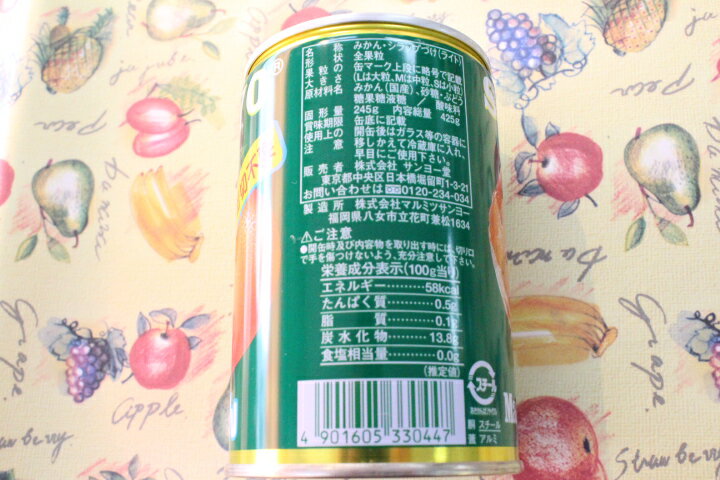 名 称 みかん・シラップづけ(ライト)
形 状 全果粒
果粒の 缶マーク上段に略号で記載
大きさ (Lは大粒、Mは中粒、Sは小粒)
原材料名 みかん(国産)、砂糖・ぶどう
糖果糖液糖/酸味料
固形量 245g 内容総量 425g
賞味期限 缶底に記載
使用上の 開缶後はガラス等の容器に
注 意 移しかえて冷蔵庫に入れ、
早目にご使用下さい。
販売者 株式会社 サンヨー堂
東京都中央区日本橋堀留町1-3-21
お問い合わせは 0120-234-034
製造所 株式会社マルミツサンヨー
福岡県八女市立花町兼松1634
⚠ご注意
●開缶時及び内容物を取り出す時には、切り口
で手を傷つけないよう、充分注意して下さい。
栄養成分表示(100g当り)
エネルギー……58kcal
たんぱく質……0.5g
脂 質……0.1g
炭水化物……13.8g
食塩相当量……0.0g
(推定値)
スチール
胴 スチール
蓋 アルミ
4 901605 330447
Pear
Pear
Banana
Grape
Apple
Strawberry
Grape
Strawberry